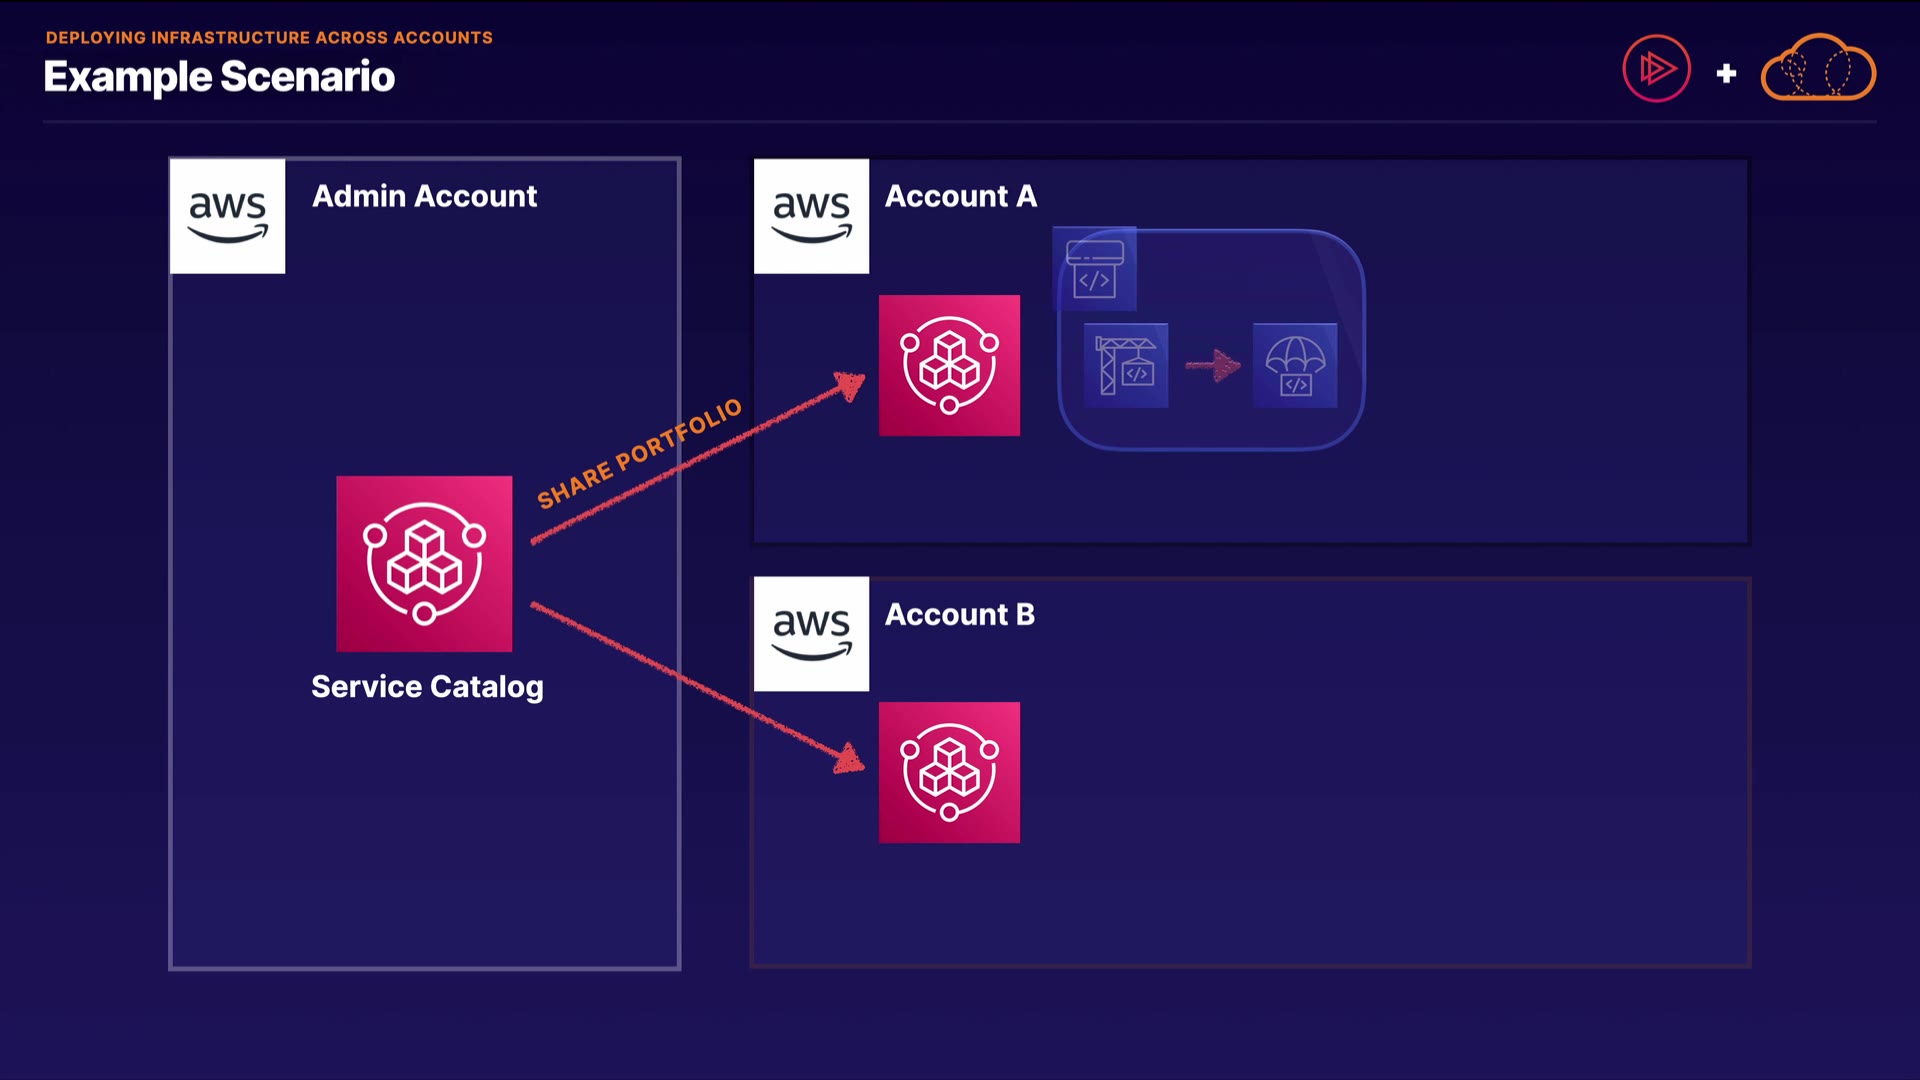 DEPLOYING INFRASTRUCTURE ACROSS ACCOUNTS
Example Scenario
aws
Admin Account
SHARE PORTFOLIO
Service Catalog
aws
Account A
</>
</>
</>
aws
Account B